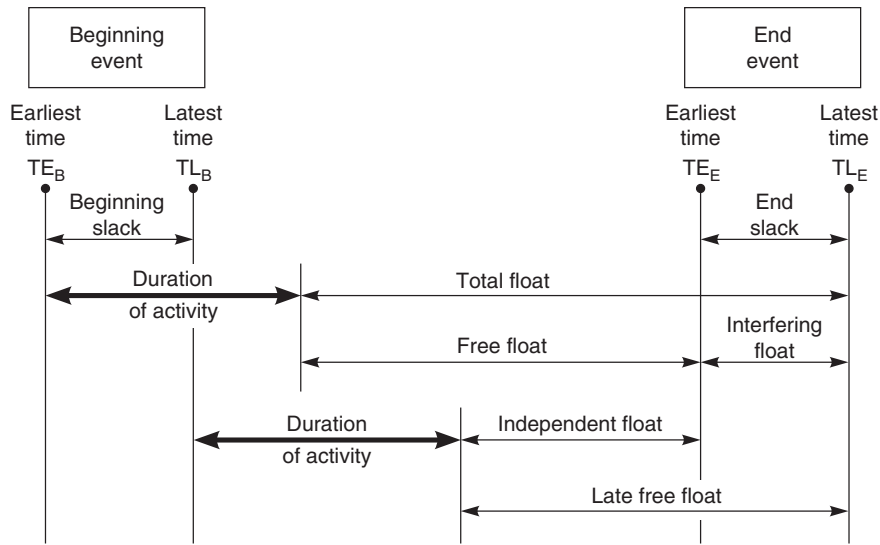 Beginning
event
End
event
Earliest
time
TE_B
Latest
time
TL_B
Earliest
time
TE_E
Latest
time
TL_E
Beginning
slack
End
slack
Duration
of activity
Total float
Free float
Interfering
float
Duration
of activity
Independent float
Late free float